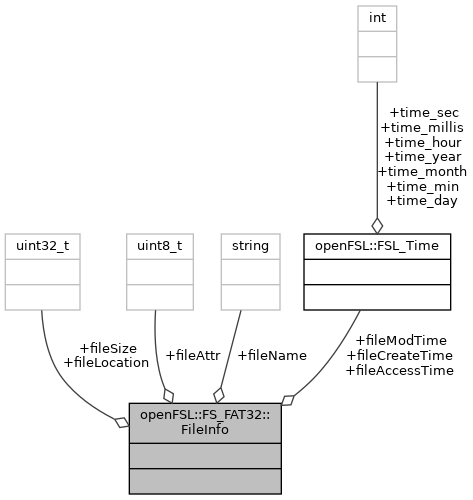 int
+time_sec
+time_millis
+time_hour
+time_year
+time_month
+time_min
+time_day
uint32_t
uint8_t
string
openFSL::FSL_Time
+fileSize
+fileLocation
+fileAttr
+fileName
+fileModTime
+fileCreateTime
+fileAccessTime
openFSL::FS_FAT32::
FileInfo